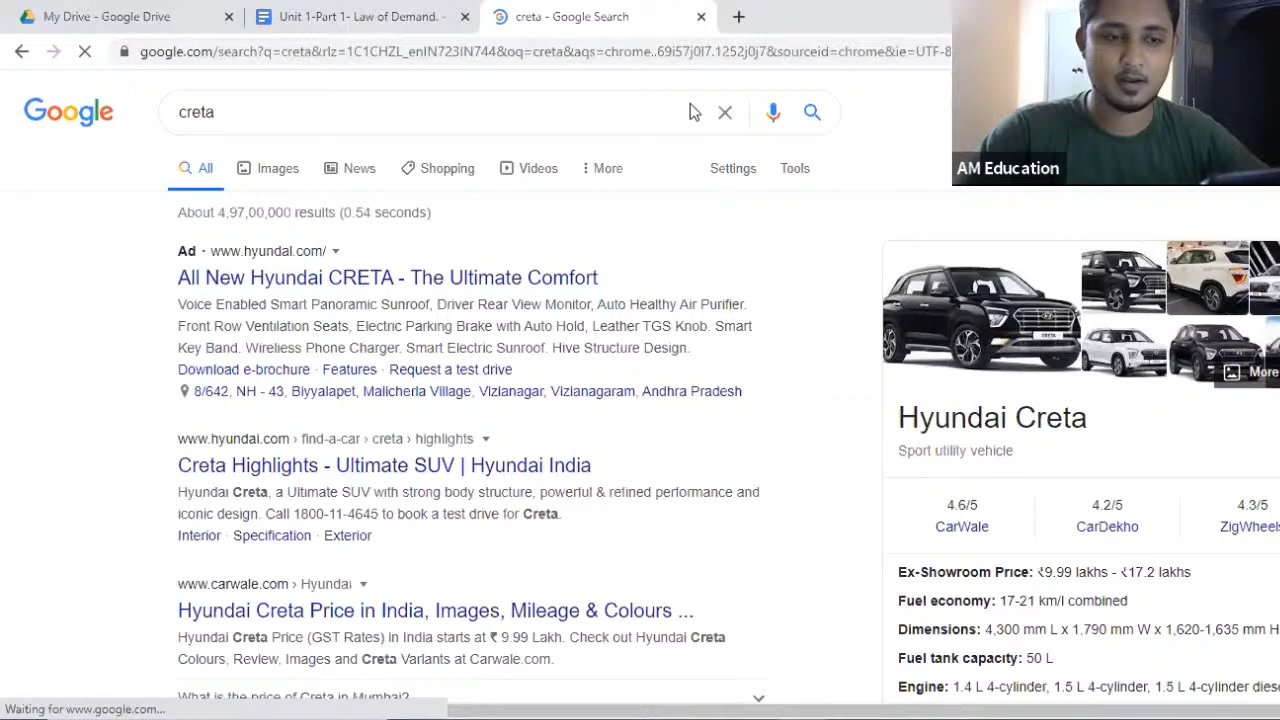 My Drive - Google Drive
Unit 1-Part 1- Law of Demand. -
creta - Google Search
google.com/search?q=creta&rlz=1C1CHZL_enIN723IN744&oq=creta&aqs=chrome..69i57j0l7.1252j0j7&sourceid=chrome&ie=UTF-8
AM Education
Google
creta
All
Images
News
Shopping
Videos
More
Settings
Tools
About 4,97,00,000 results (0.54 seconds)
Ad · www.hyundai.com/
All New Hyundai CRETA - The Ultimate Comfort
Voice Enabled Smart Panoramic Sunroof. Driver Rear View Monitor, Auto Healthy Air Purifier.
Front Row Ventilation Seats, Electric Parking Brake with Auto Hold, Leather TGS Knob. Smart
Key Band. Wireless Phone Charger. Smart Electric Sunroof. Hive Structure Design.
Download e-brochure · Features · Request a test drive
8/642, NH - 43, Biyyalapet, Malicherla Village, Vizianagar, Vizianagaram, Andhra Pradesh
www.hyundai.com › find-a-car › creta › highlights
Creta Highlights - Ultimate SUV | Hyundai India
Hyundai Creta, a Ultimate SUV with strong body structure, powerful & refined performance and
iconic design. Call 1800-11-4645 to book a test drive for Creta.
Interior · Specification · Exterior
www.carwale.com › Hyundai
Hyundai Creta Price in India, Images, Mileage & Colours ...
Hyundai Creta Price (GST Rates) in India starts at ₹ 9.99 Lakh. Check out Hyundai Creta
Colours, Review, Images and Creta Variants at Carwale.com.
What is the price of Creta in Mumbai?
CRETA
More
Hyundai Creta
Sport utility vehicle
4.6/5
CarWale
4.2/5
CarDekho
4.3/5
ZigWheels
Ex-Showroom Price: ₹9.99 lakhs - ₹17.2 lakhs
Fuel economy: 17-21 km/l combined
Dimensions: 4,300 mm L x 1,790 mm W x 1,620-1,635 mm H
Fuel tank capacity: 50 L
Engine: 1.4 L 4-cylinder, 1.5 L 4-cylinder, 1.5 L 4-cylinder diese
Waiting for www.google.com...